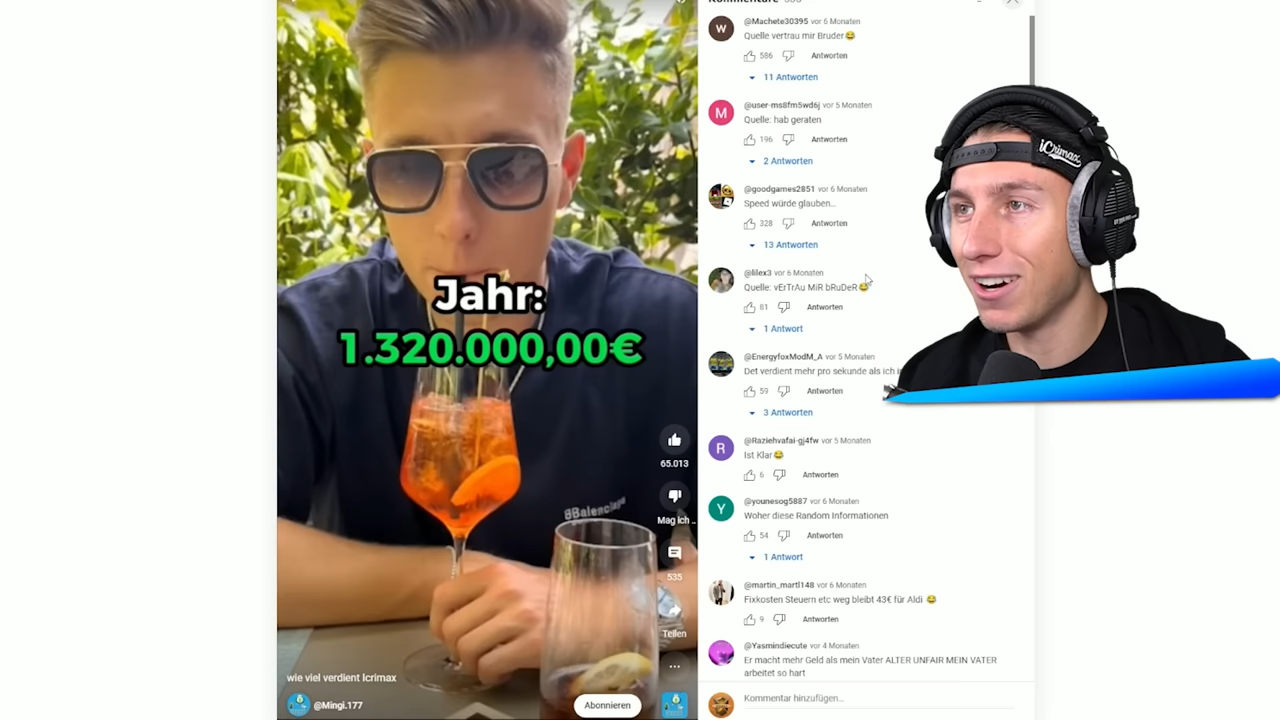 Jahr:
1.320.000,00€
8Balenciaga
65.013
Mag ich ..
535
Teilen
wie viel verdient Icrimax
@Mingi.177
Abonnieren
Kommentare 535
W
@Machete30395 vor 6 Monaten
Quelle vertrau mir Bruder😂
586 Antworten
11 Antworten
M
@user-ms8fm5wd6j vor 5 Monaten
Quelle: hab geraten
196 Antworten
2 Antworten
@goodgames2851 vor 6 Monaten
Speed würde glauben…
328 Antworten
13 Antworten
@lilex3 vor 6 Monaten
Quelle: vErTrAu MiR bRuDeR😂
81 Antworten
1 Antwort
@EnergyfoxModM_A vor 5 Monaten
Det verdient mehr pro sekunde als ich
59 Antworten
3 Antworten
R
@Raziehvafai-gj4fw vor 5 Monaten
Ist Klar😂
6 Antworten
Y
@younesog5887 vor 6 Monaten
Woher diese Random Informationen
54 Antworten
1 Antwort
@martin_martl148 vor 6 Monaten
Fixkosten Steuern etc weg bleibt 43€ für Aldi 😂
9 Antworten
@Yasmindiecute vor 4 Monaten
Er macht mehr Geld als mein Vater ALTER UNFAIR MEIN VATER
arbeitet so hart
Kommentar hinzufügen…
iCrimax